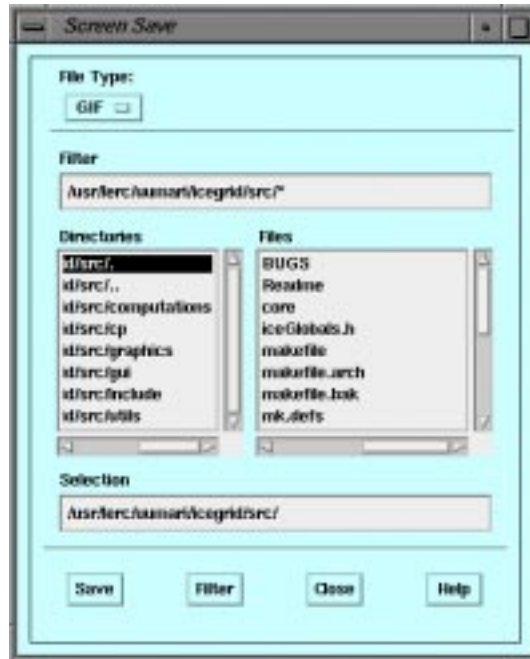 Screen Save
File Type:
GIF
Filter
/usr/lerc/uumari/icegrid/src/*
Directories
id/src/.
id/src/..
id/src/computations
id/src/cp
id/src/graphics
id/src/gui
id/src/include
id/src/utils
Files
BUGS
Readme
core
iceGlobals.h
makefile
makefile.arch
makefile.bak
mk.defs
Selection
/usr/lerc/uumari/icegrid/src/
Save
Filter
Close
Help